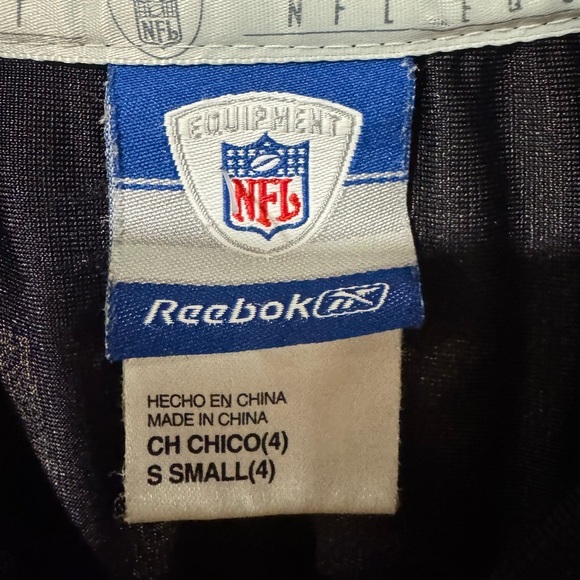 NFL
N F L E Q
EQUIPMENT
NFL
Reebok
HECHO EN CHINA
MADE IN CHINA
CH CHICO(4)
S SMALL(4)